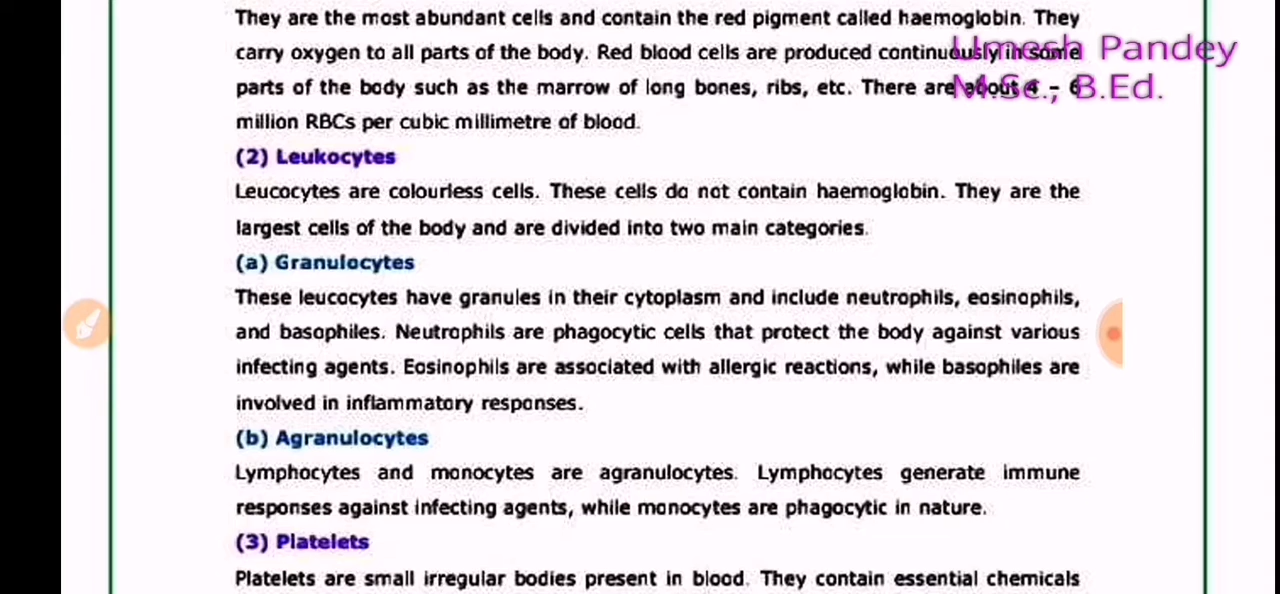 They are the most abundant cells and contain the red pigment called haemoglobin. They
carry oxygen to all parts of the body. Red blood cells are produced continuously in some
Umesh Pandey
parts of the body such as the marrow of long bones, ribs, etc. There are about 4 – 6
M.Sc., B.Ed.
million RBCs per cubic millimetre of blood.
(2) Leukocytes
Leucocytes are colourless cells. These cells do not contain haemoglobin. They are the
largest cells of the body and are divided into two main categories.
(a) Granulocytes
These leucocytes have granules in their cytoplasm and include neutrophils, eosinophils,
and basophiles. Neutrophils are phagocytic cells that protect the body against various
infecting agents. Eosinophils are associated with allergic reactions, while basophiles are
involved in inflammatory responses.
(b) Agranulocytes
Lymphocytes and monocytes are agranulocytes. Lymphocytes generate immune
responses against infecting agents, while monocytes are phagocytic in nature.
(3) Platelets
Platelets are small irregular bodies present in blood. They contain essential chemicals